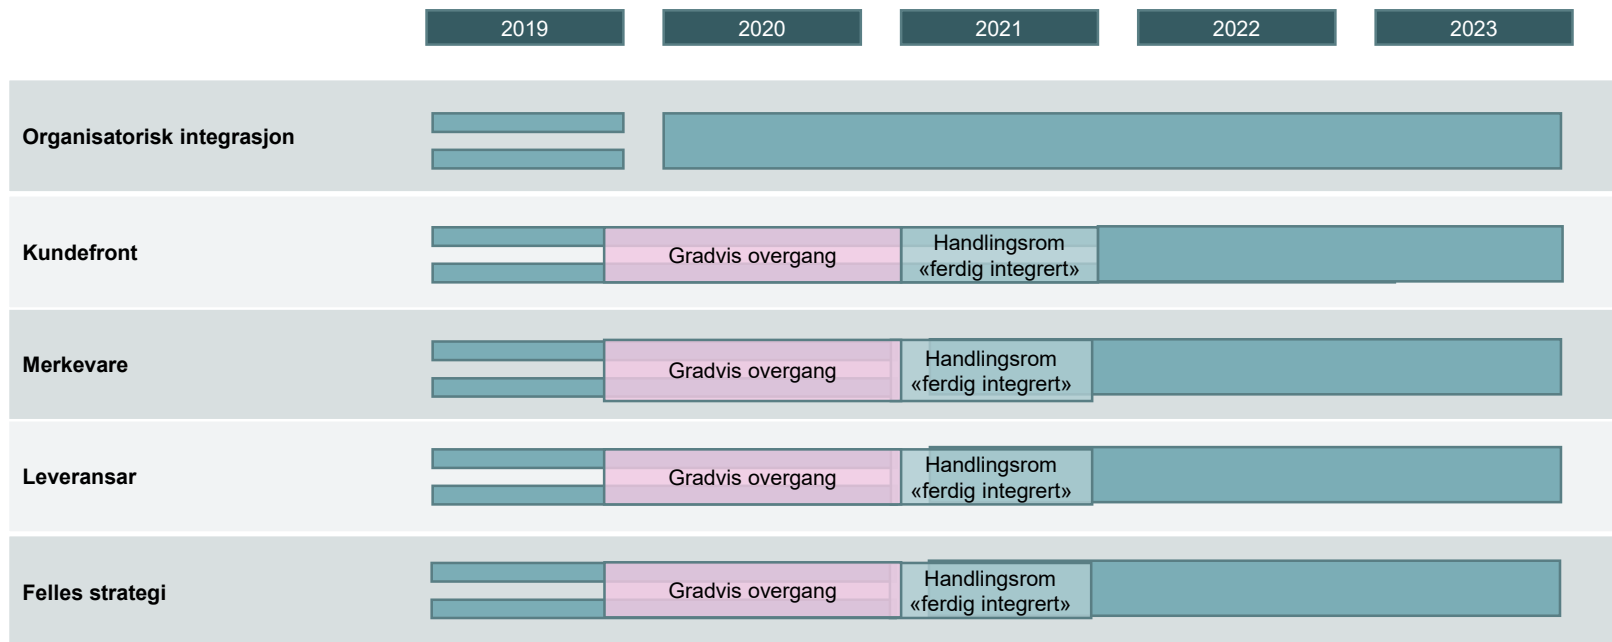 2019 2020 2021 2022 2023
Organisatorisk integrasjon
Kundefront
Gradvis overgang
Handlingsrom
«ferdig integrert»
Merkevare
Gradvis overgang
Handlingsrom
«ferdig integrert»
Leveransar
Gradvis overgang
Handlingsrom
«ferdig integrert»
Felles strategi
Gradvis overgang
Handlingsrom
«ferdig integrert»